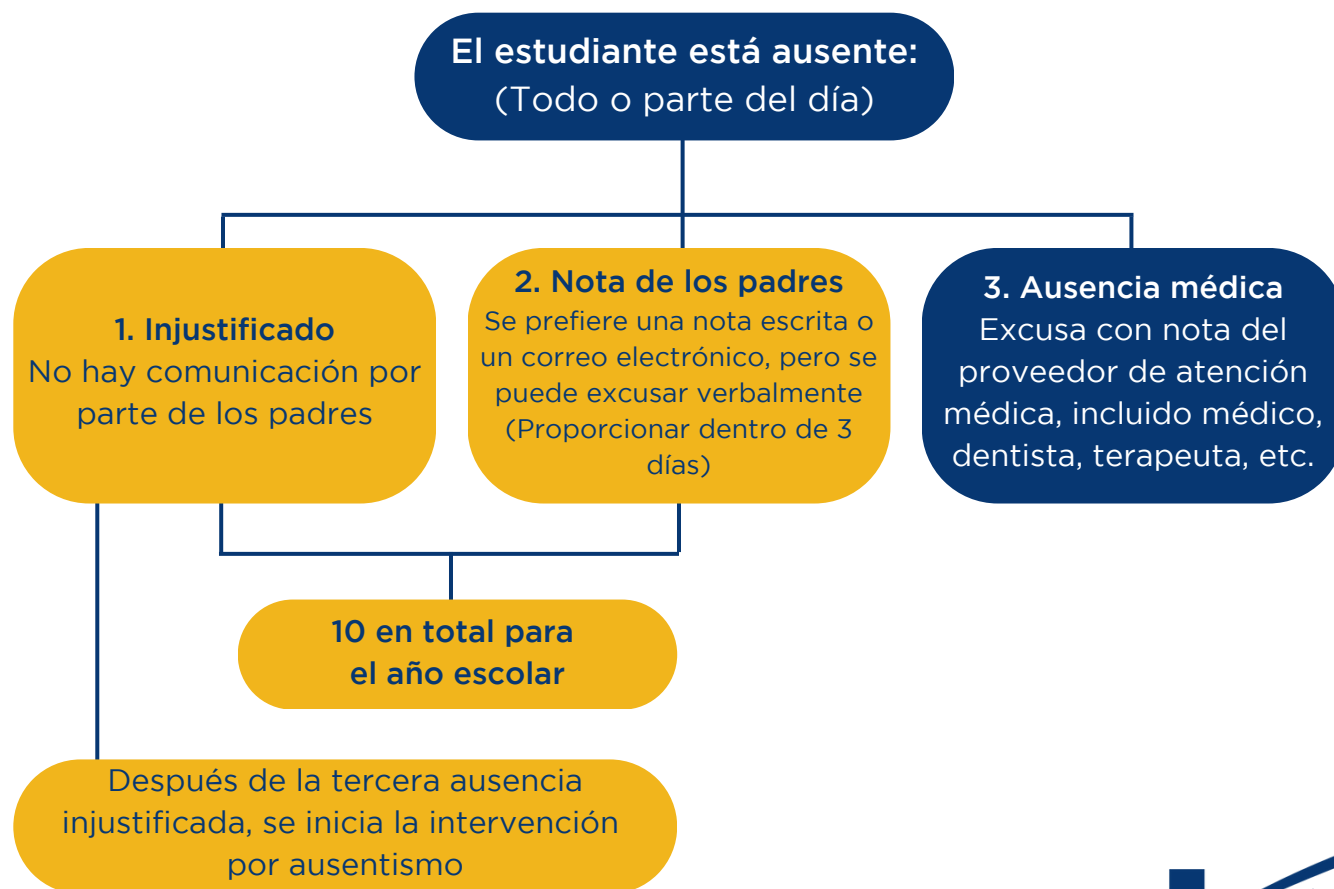 El estudiante está ausente:
(Todo o parte del día)
1. Injustificado
No hay comunicación por
parte de los padres
2. Nota de los padres
Se prefiere una nota escrita o
un correo electrónico, pero se
puede excusar verbalmente
(Proporcionar dentro de 3
días)
3. Ausencia médica
Excusa con nota del
proveedor de atención
médica, incluido médico,
dentista, terapeuta, etc.
10 en total para
el año escolar
Después de la tercera ausencia
injustificada, se inicia la intervención
por ausentismo